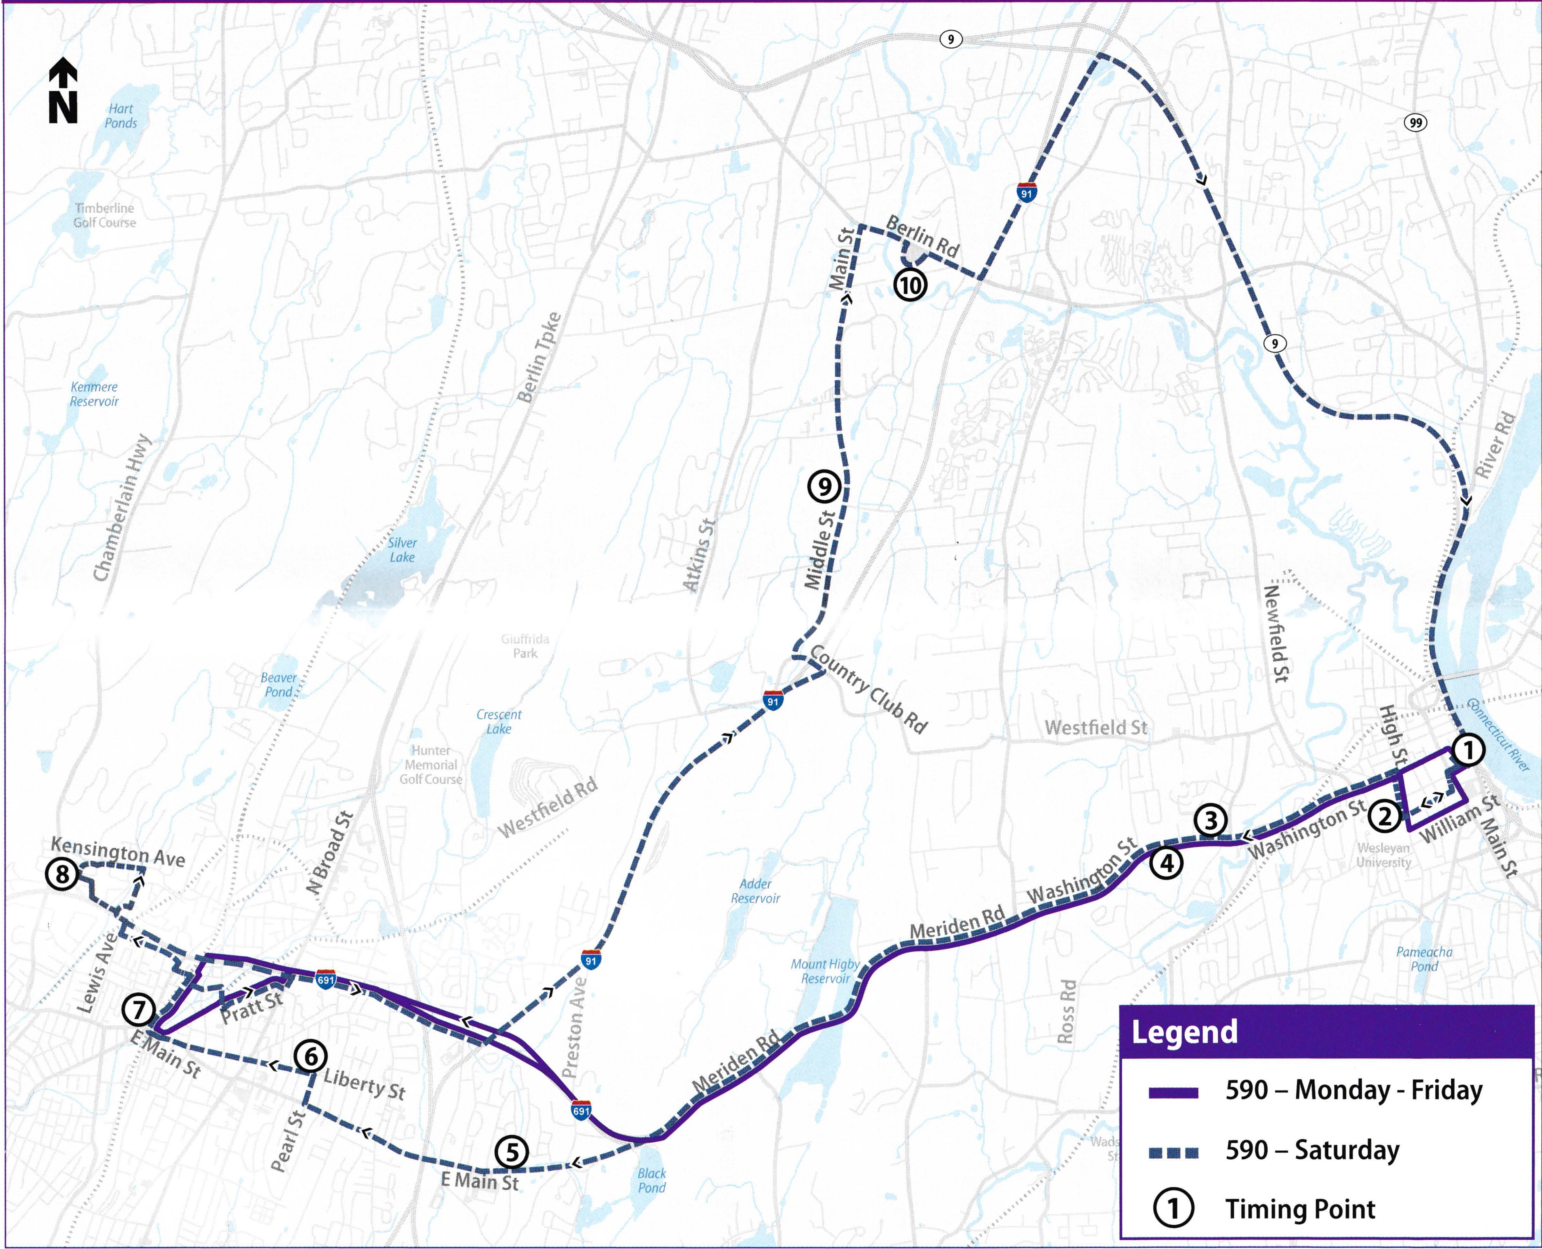 9
N
Hart
Ponds
99
Timberline
Golf Course
91
Main St
Berlin Rd
10
9
Berlin Tpke
Kenmere
Reservoir
Chamberlain Hwy
River Rd
9
Silver
Lake
Atkins St
Middle St
Newfield St
Giuffrida
Park
Beaver
Pond
Country Club Rd
91
Crescent
Lake
Westfield St
High St
Connecticut River
1
Hunter
Memorial
Golf Course
Westfield Rd
N Broad St
3
2
Washington St
William St
Main St
Kensington Ave
8
4
Wesleyan
University
Washington St
Adder
Reservoir
Meriden Rd
Lewis Ave
91
Mount Higby
Reservoir
Pameacha
Pond
691
7
Pratt St
Preston Ave
Ross Rd
E Main St
6
Liberty St
Meriden Rd
691
Pearl St
5
E Main St
Black
Pond
Legend
590 – Monday - Friday
590 – Saturday
1 Timing Point